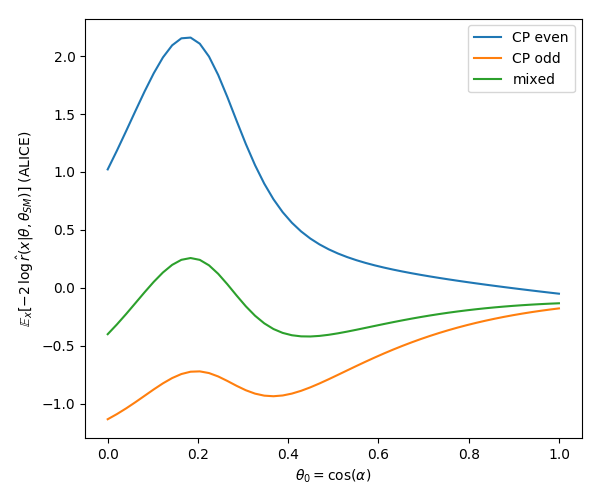 CP even
CP odd
mixed
2.0
1.5
1.0
0.5
0.0
−0.5
−1.0
𝔼ₓ[−2 log r̂(x|θ, θ_SM)] (ALICE)
0.0 0.2 0.4 0.6 0.8 1.0
θ₀ = cos(α)